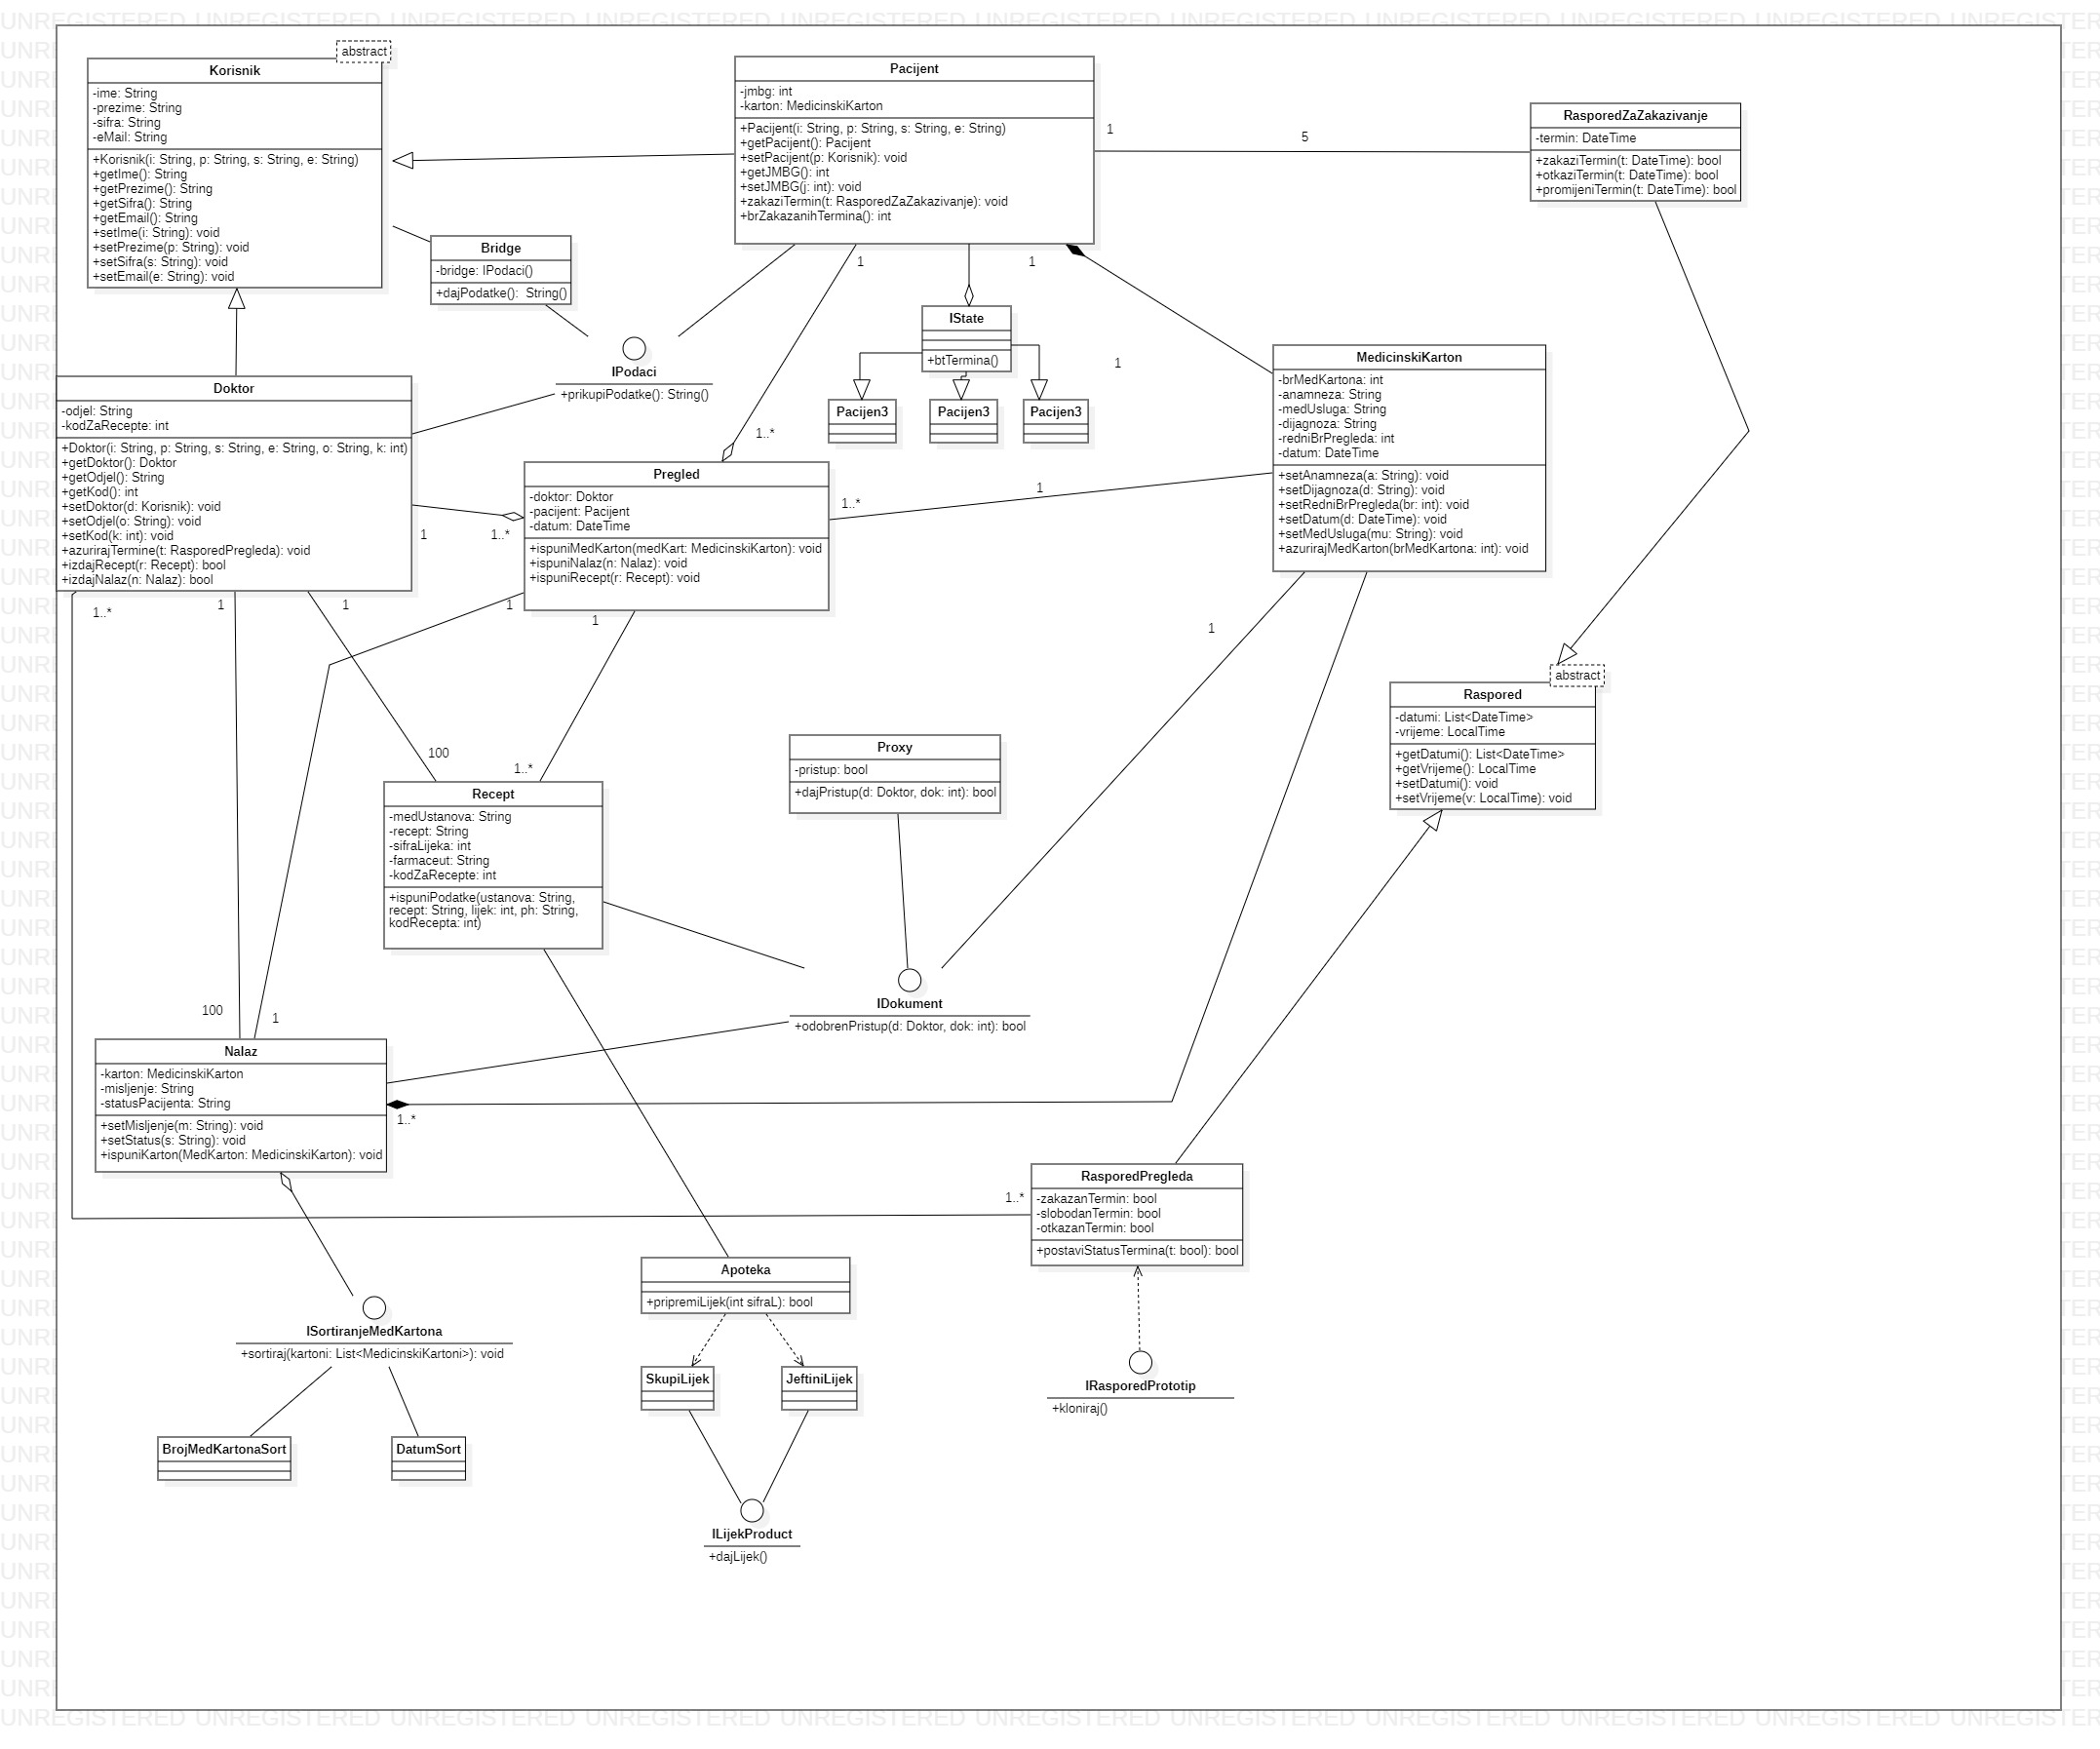 UNREGISTERED UNREGISTERED UNREGISTERED UNREGISTERED UNREGISTERED UNREGISTERED UNREGISTERED UNREGISTERED UNREGISTERED UNREGISTERED
abstract
Korisnik
-ime: String
-prezime: String
-sifra: String
-eMail: String
+Korisnik(i: String, p: String, s: String, e: String)
+getIme(): String
+getPrezime(): String
+getSifra(): String
+getEmail(): String
+setIme(i: String): void
+setPrezime(p: String): void
+setSifra(s: String): void
+setEmail(e: String): void
Pacijent
-jmbg: int
-karton: MedicinskiKarton
+Pacijent(i: String, p: String, s: String, e: String)
+getPacijent(): Pacijent
+setPacijent(p: Korisnik): void
+getJMBG(): int
+setJMBG(j: int): void
+zakaziTermin(t: RasporedZaZakazivanje): void
+brZakazanihTermina(): int
1
5
RasporedZaZakazivanje
-termin: DateTime
+zakaziTermin(t: DateTime): bool
+otkaziTermin(t: DateTime): bool
+promijeniTermin(t: DateTime): bool
Bridge
-bridge: IPodaci()
+dajPodatke(): String()
1
1
IPodaci
+prikupiPodatke(): String()
IState
+btTermina()
Pacijen3
Pacijen3
Pacijen3
1
MedicinskiKarton
-brMedKartona: int
-anamneza: String
-medUsluga: String
-dijagnoza: String
-redniBrPregleda: int
-datum: DateTime
+setAnamneza(a: String): void
+setDijagnoza(d: String): void
+setRedniBrPregleda(br: int): void
+setDatum(d: DateTime): void
+setMedUsluga(mu: String): void
+azurirajMedKarton(brMedKartona: int): void
Doktor
-odjel: String
-kodZaRecepte: int
+Doktor(i: String, p: String, s: String, e: String, o: String, k: int)
+getDoktor(): Doktor
+getOdjel(): String
+getKod(): int
+setDoktor(d: Korisnik): void
+setOdjel(o: String): void
+setKod(k: int): void
+azurirajTermine(t: RasporedPregleda): void
+izdajRecept(r: Recept): bool
+izdajNalaz(n: Nalaz): bool
1..*
Pregled
-doktor: Doktor
-pacijent: Pacijent
-datum: DateTime
+ispuniMedKarton(medKart: MedicinskiKarton): void
+ispuniNalaz(n: Nalaz): void
+ispuniRecept(r: Recept): void
1..*
1
1
1..*
1..*
1
1
1
1
1
abstract
Raspored
-datumi: List<DateTime>
-vrijeme: LocalTime
+getDatumi(): List<DateTime>
+getVrijeme(): LocalTime
+setDatumi(): void
+setVrijeme(v: LocalTime): void
100
1..*
Proxy
-pristup: bool
+dajPristup(d: Doktor, dok: int): bool
Recept
-medUstanova: String
-recept: String
-sifraLijeka: int
-farmaceut: String
-kodZaRecepte: int
+ispuniPodatke(ustanova: String,
recept: String, lijek: int, ph: String,
kodRecepta: int)
IDokument
+odobrenPristup(d: Doktor, dok: int): bool
100
1
Nalaz
-karton: MedicinskiKarton
-misljenje: String
-statusPacijenta: String
+setMisljenje(m: String): void
+setStatus(s: String): void
+ispuniKarton(MedKarton: MedicinskiKarton): void
1..*
1..*
RasporedPregleda
-zakazanTermin: bool
-slobodanTermin: bool
-otkazanTermin: bool
+postaviStatusTermina(t: bool): bool
Apoteka
+pripremiLijek(int sifraL): bool
ISortiranjeMedKartona
+sortiraj(kartoni: List<MedicinskiKartoni>): void
SkupiLijek
JeftiniLijek
IRasporedPrototip
+kloniraj()
BrojMedKartonaSort
DatumSort
ILijekProduct
+dajLijek()
UNREGISTERED UNREGISTERED UNREGISTERED UNREGISTERED UNREGISTERED UNREGISTERED UNREGISTERED UNREGISTERED UNREGISTERED UNREGISTERED